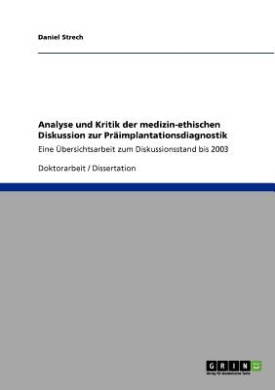 Daniel Strech
Analyse und Kritik der medizin-ethischen
Diskussion zur Präimplantationsdiagnostik
Eine Übersichtsarbeit zum Diskussionsstand bis 2003
Doktorarbeit / Dissertation
GRIN